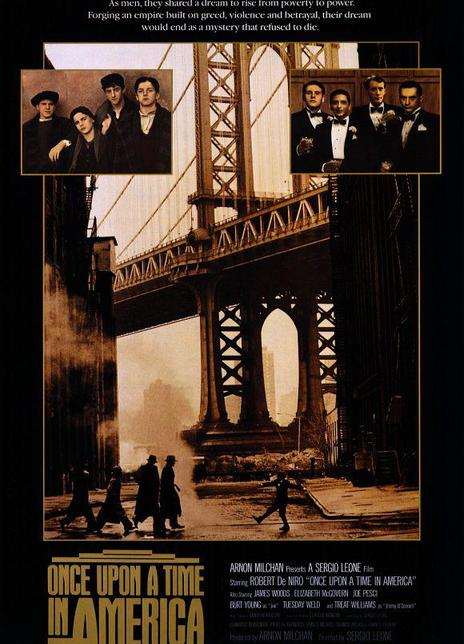 As men, they shared a dream to rise from poverty to power.
Forging an empire built on greed, violence and betrayal, their dream
would end as a mystery that refused to die.
ONCE UPON A TIME
IN AMERICA
ARNON MILCHAN Presents A SERGIO LEONE Film
Starring ROBERT De NIRO "ONCE UPON A TIME IN AMERICA"
Also Starring JAMES WOODS ELIZABETH McGOVERN JOE PESCI
BURT YOUNG as "Joe" TUESDAY WELD and TREAT WILLIAMS as "Jimmy O'Donnell"
Produced by ARNON MILCHAN Directed by SERGIO LEONE